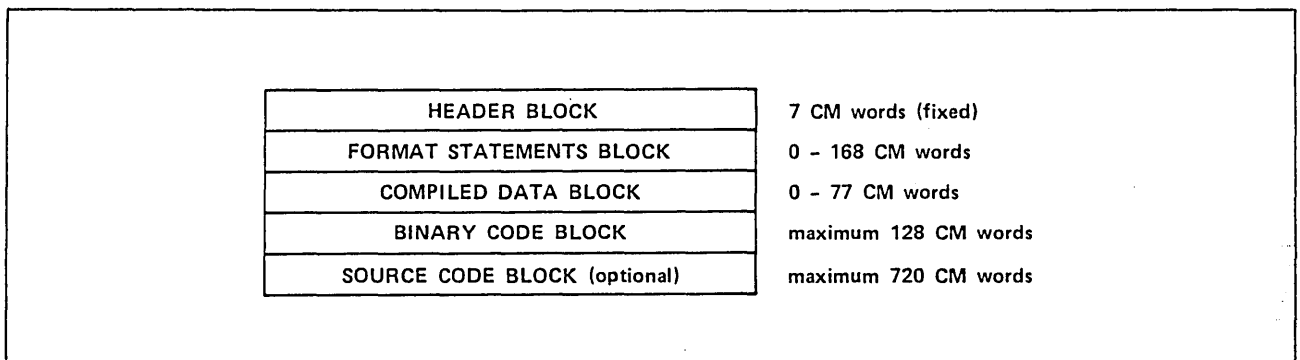 HEADER BLOCK 7 CM words (fixed)
FORMAT STATEMENTS BLOCK 0 - 168 CM words
COMPILED DATA BLOCK 0 - 77 CM words
BINARY CODE BLOCK maximum 128 CM words
SOURCE CODE BLOCK (optional) maximum 720 CM words